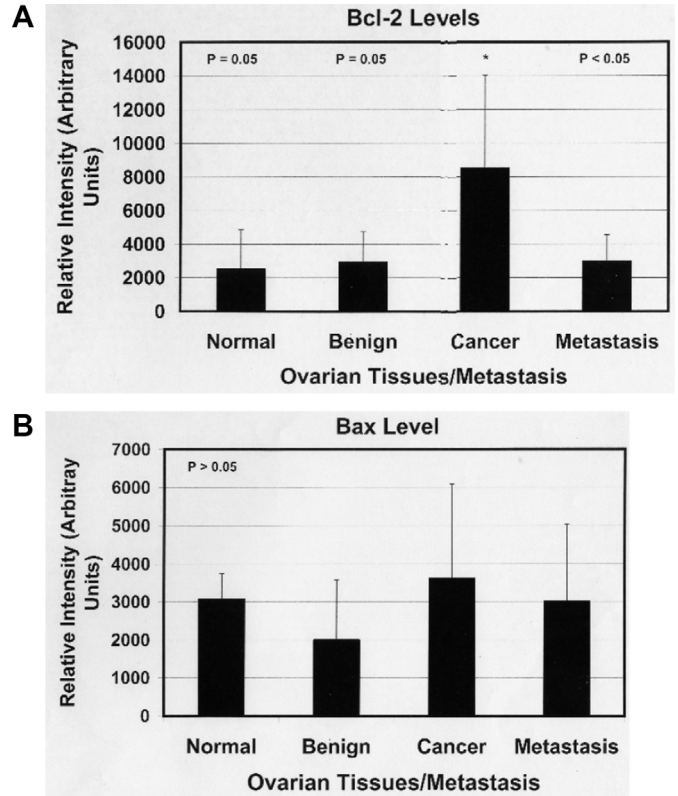 A
Bcl-2 Levels
Relative Intensity (Arbitrary
Units)
16000
14000
12000
10000
8000
6000
4000
2000
0
P = 0.05
P = 0.05
*
P < 0.05
Normal
Benign
Cancer
Metastasis
Ovarian Tissues/Metastasis
B
Bax Level
Relative Intensity (Arbitray
Units)
7000
6000
5000
4000
3000
2000
1000
0
P > 0.05
Normal
Benign
Cancer
Metastasis
Ovarian Tissues/Metastasis